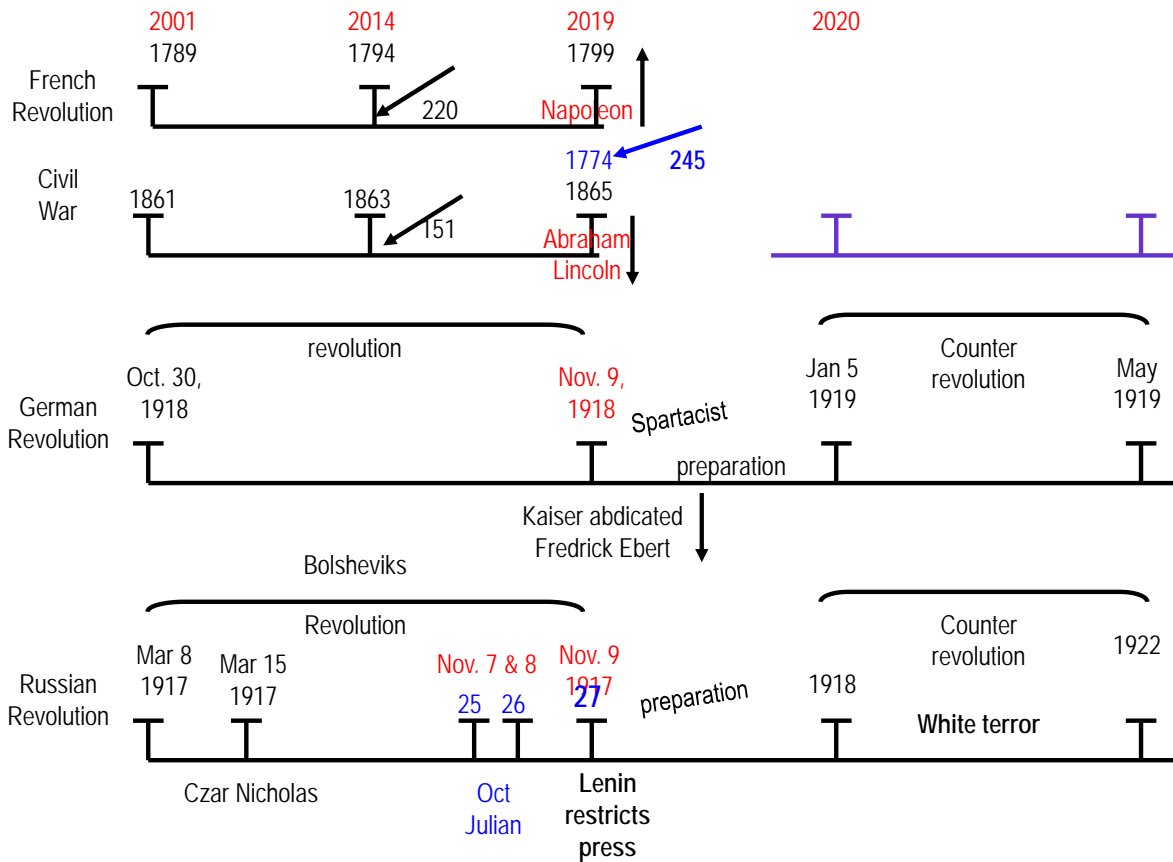 2001 2014 2019 2020
1789 1794 1799
French
Revolution
220 Napoleon
1774 245
Civil
War
1861 1863 1865
151
Abraham
Lincoln
revolution
Counter
revolution
Oct. 30,
1918
Nov. 9,
1918
Jan 5
1919
May
1919
German
Revolution
Spartacist
preparation
Kaiser abdicated
Fredrick Ebert
Bolsheviks
Revolution
Counter
revolution
Mar 8
1917
Mar 15
1917
Nov. 7 & 8
Nov. 9
1917
1922
Russian
Revolution
25 26 27
preparation
1918
White terror
Czar Nicholas
Oct
Julian
Lenin
restricts
press